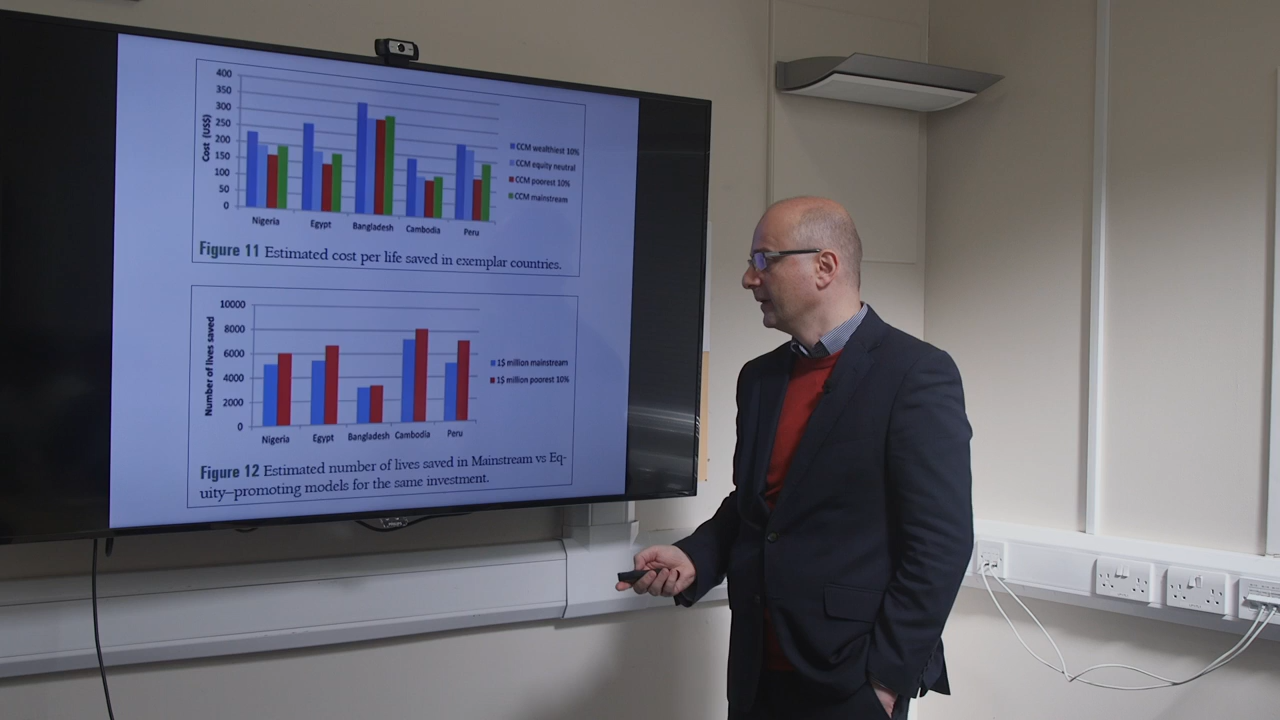 400
350
300
250
200
150
100
50
0
Cost (US$)
Nigeria Egypt Bangladesh Cambodia Peru
CCM wealthiest 10%
CCM equity neutral
CCM poorest 10%
CCM mainstream
Figure 11 Estimated cost per life saved in exemplar countries.
10000
8000
6000
4000
2000
0
Number of lives saved
Nigeria Egypt Bangladesh Cambodia Peru
1$ million mainstream
1$ million poorest 10%
Figure 12 Estimated number of lives saved in Mainstream vs Eq-
uity–promoting models for the same investment.